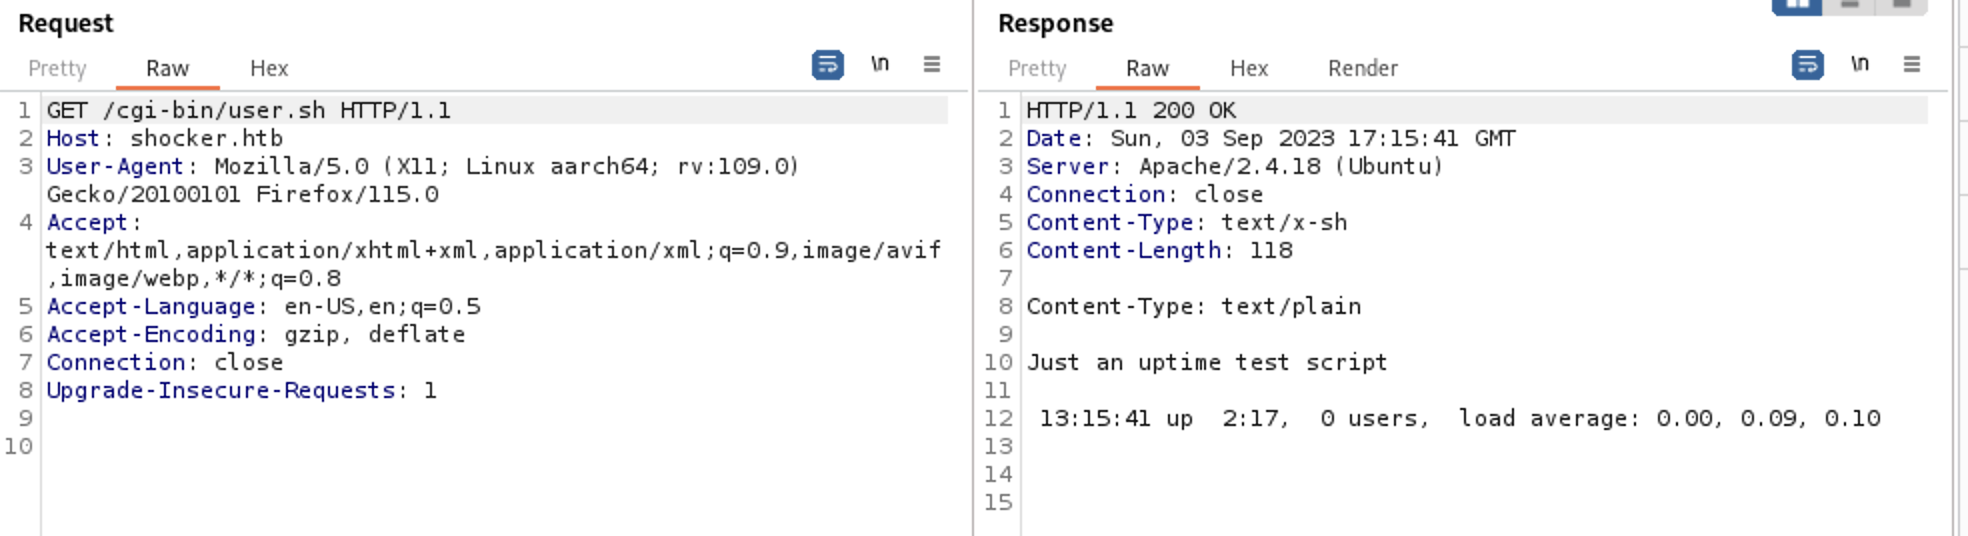 Request
Pretty Raw Hex \n
1 GET /cgi-bin/user.sh HTTP/1.1
2 Host: shocker.htb
3 User-Agent: Mozilla/5.0 (X11; Linux aarch64; rv:109.0)
Gecko/20100101 Firefox/115.0
4 Accept:
text/html,application/xhtml+xml,application/xml;q=0.9,image/avif
,image/webp,*/*;q=0.8
5 Accept-Language: en-US,en;q=0.5
6 Accept-Encoding: gzip, deflate
7 Connection: close
8 Upgrade-Insecure-Requests: 1
9
10
Response
Pretty Raw Hex Render \n
1 HTTP/1.1 200 OK
2 Date: Sun, 03 Sep 2023 17:15:41 GMT
3 Server: Apache/2.4.18 (Ubuntu)
4 Connection: close
5 Content-Type: text/x-sh
6 Content-Length: 118
7
8 Content-Type: text/plain
9
10 Just an uptime test script
11
12 13:15:41 up 2:17, 0 users, load average: 0.00, 0.09, 0.10
13
14
15